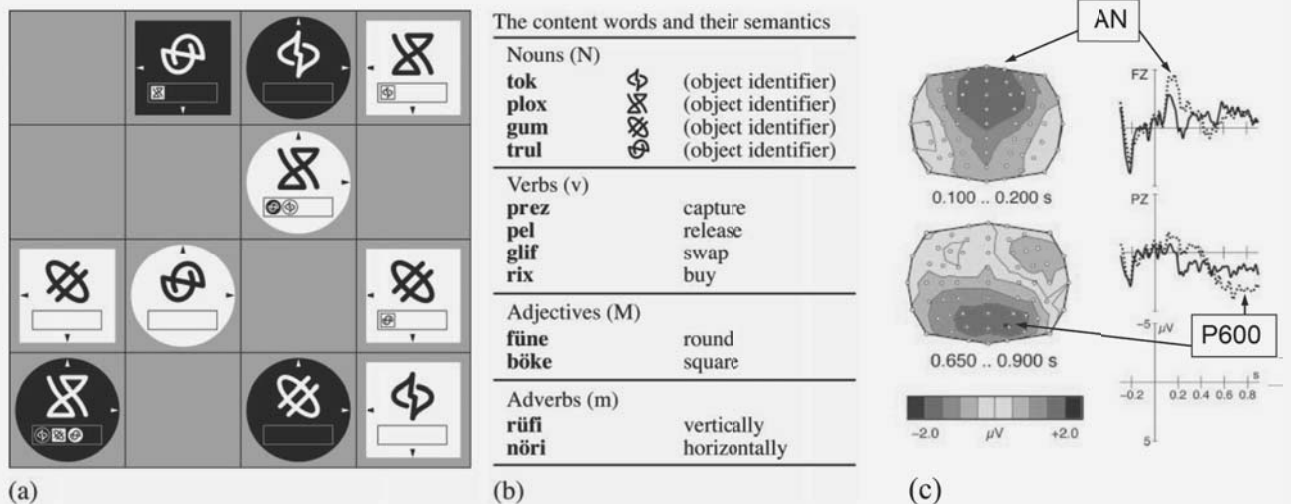 (a)
The content words and their semantics
Nouns (N)
tok (object identifier)
plox (object identifier)
gum (object identifier)
trul (object identifier)
Verbs (v)
prez capture
pel release
glif swap
rix buy
Adjectives (M)
füne round
böke square
Adverbs (m)
rüfi vertically
nöri horizontally
(b)
AN
FZ
0.100 .. 0.200 s
PZ
0.650 .. 0.900 s
P600
-5
µV
s
-0.2 0.2 0.4 0.6 0.8
5
-2.0 µV +2.0
(c)